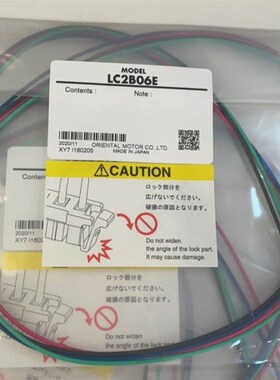 MODEL
LC2B06E
Contents :
Note :
2020/11
ORIENTAL MOTOR CO.,LTD.
XY7 I160205
MADE IN JAPAN
CAUTION
ロック部分を
広げないでください。
破損の原因となります。
Do not widen
the angle of the lock part.
It may cause damage.
2020/11
XY7 I1602
ロック部分を
広げないでください。
破損の原因となります。
Do not widen
the angle of the lock part.
It may cause damage.